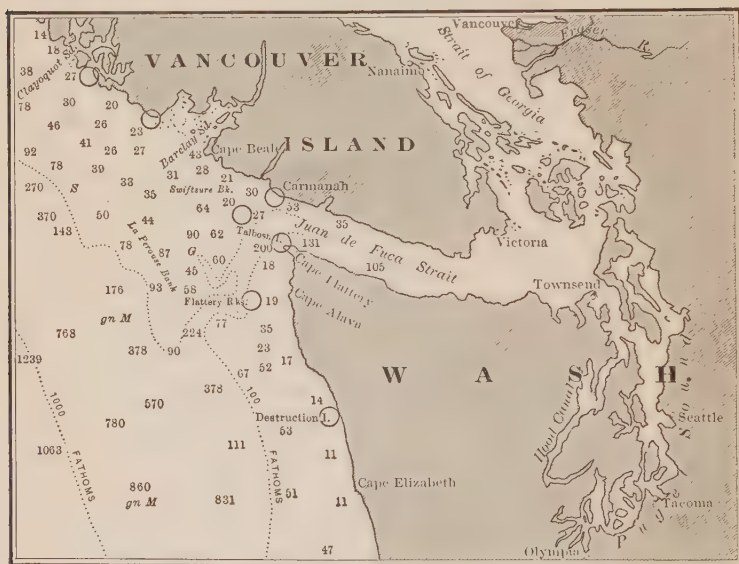 14
18
38
27
Clayoquot Sd.
VANCOUVER
Vancouver
Fraser R.
Nanaimo
Strait of Georgia
78
30
20
46
26
23
41
92
26
27
Barclay Sd.
43
Cape Beale
ISLAND
78
39
31
28
21
270
S
33
35
Swiftsure Bk.
30
Carmanah
370
50
44
64
20
27
53
35
143
La Perouse Bank
78
87
90
62
Talbosh I.
200
131
Juan de Fuca Strait
Victoria
G
60
45
18
105
Cape Flattery
Townsend
176
93
58
Flattery Rks.
19
Cape Alava
gn M
77
768
224
35
378
90
23
1239
52
17
67
WASH.
378
100
570
14
1000
780
Destruction I.
53
Hood Canal
Seattle
Puget Sound
1063
111
11
FATHOMS
FATHOMS
860
831
51
Cape Elizabeth
gn M
11
Tacoma
47
Olympia